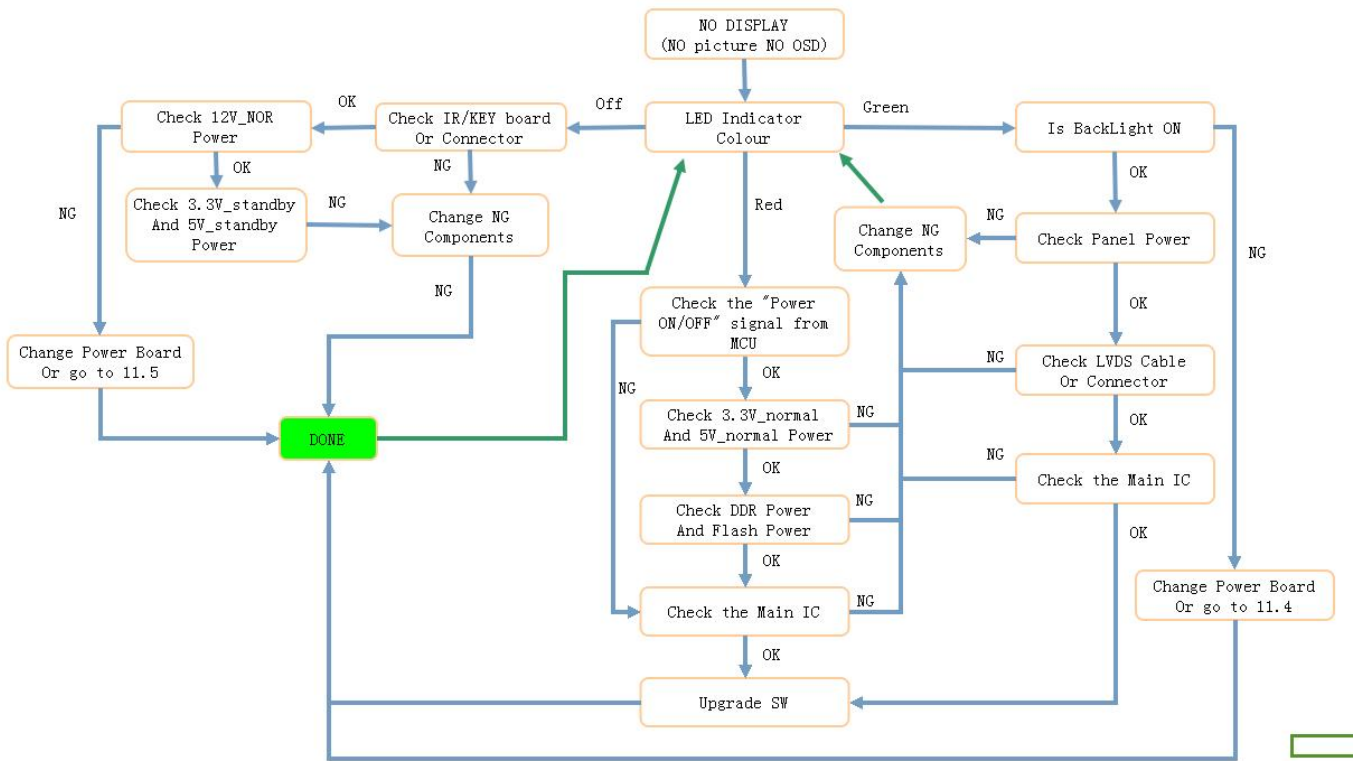 NO DISPLAY
(NO picture NO OSD)
LED Indicator
Colour
Off
Green
Red
Check IR/KEY board
Or Connector
OK
NG
Check 12V_NOR
Power
OK
NG
Check 3.3V_standby
And 5V_standby
Power
NG
Change NG
Components
NG
Change Power Board
Or go to 11.5
DONE
Check the "Power
ON/OFF" signal from
MCU
OK
NG
Check 3.3V_normal
And 5V_normal Power
NG
OK
Check DDR Power
And Flash Power
NG
OK
Check the Main IC
NG
OK
Upgrade SW
Is BackLight ON
OK
NG
Check Panel Power
NG
OK
Change NG
Components
Check LVDS Cable
Or Connector
NG
OK
Check the Main IC
NG
OK
Change Power Board
Or go to 11.4